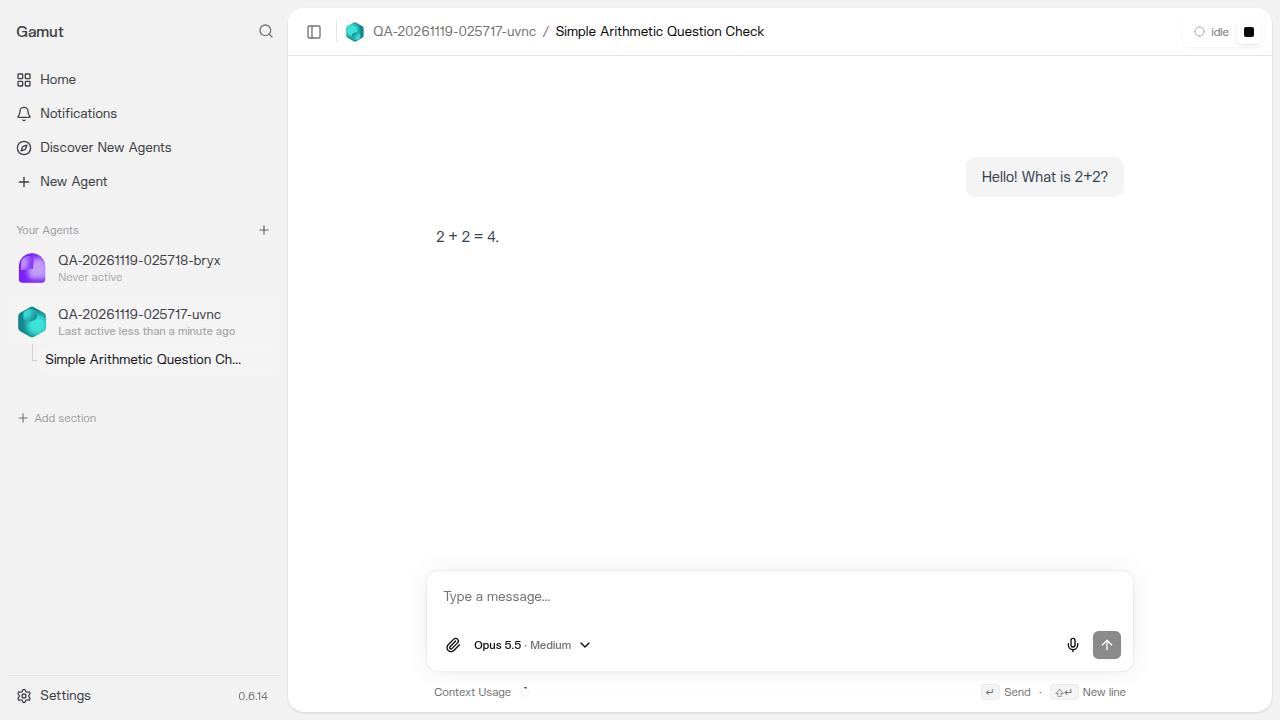 Gamut
Home
Notifications
Discover New Agents
New Agent
Your Agents
QA-20261119-025718-bryx
Never active
QA-20261119-025717-uvnc
Last active less than a minute ago
Simple Arithmetic Question Ch...
Add section
Settings
0.6.14
QA-20261119-025717-uvnc / Simple Arithmetic Question Check
idle
Hello! What is 2+2?
2 + 2 = 4.
Type a message...
Opus 5.5 · Medium
Context Usage
↵ Send · ⇧↵ New line